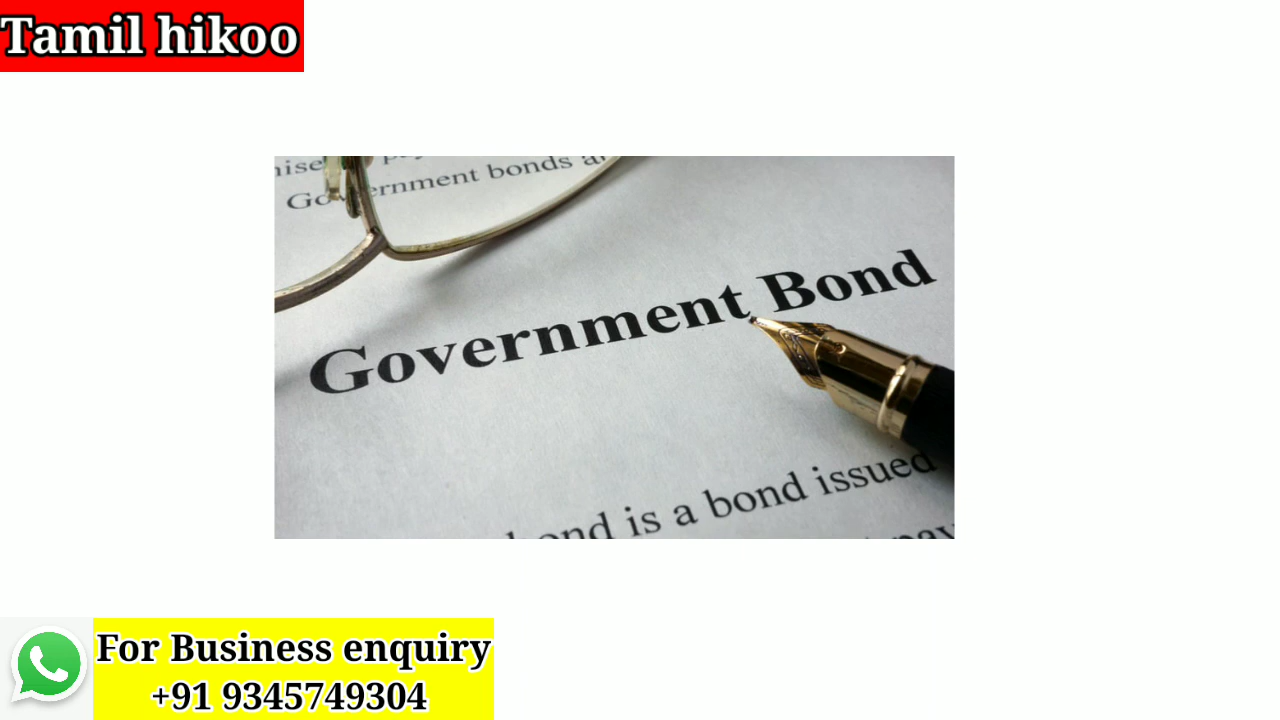 Tamil hikoo
Government bonds a
Government Bond
bond is a bond issued
For Business enquiry
+91 9345749304